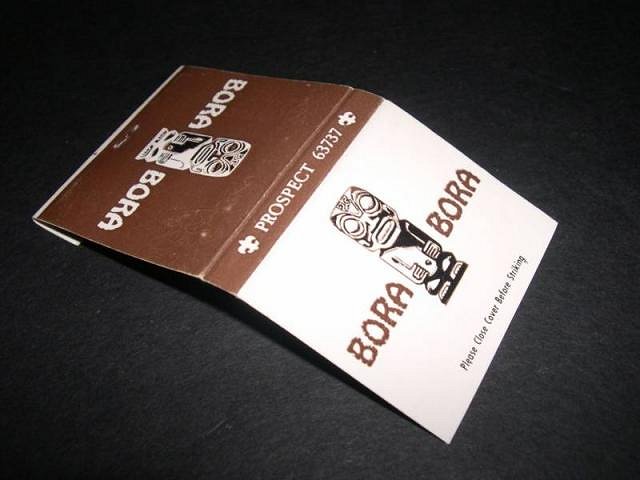 BORA
BORA
PROSPECT 63737
BORA
BORA
Please Close Cover Before Striking